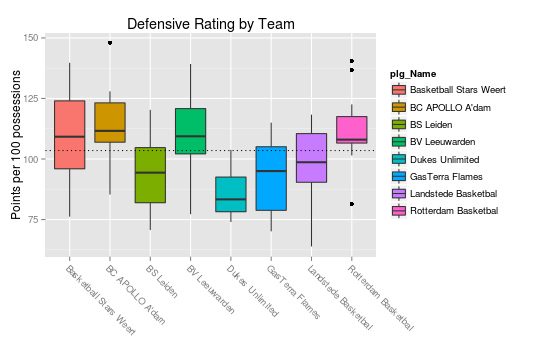 Defensive Rating by Team
Points per 100 possessions
150
125
100
75
Basketball Stars Weert
BC APOLLO A'dam
BS Leiden
BV Leeuwarden
Dukes Unlimited
GasTerra Flames
Landstede Basketbal
Rotterdam Basketbal
plg_Name
Basketball Stars Weert
BC APOLLO A'dam
BS Leiden
BV Leeuwarden
Dukes Unlimited
GasTerra Flames
Landstede Basketbal
Rotterdam Basketbal